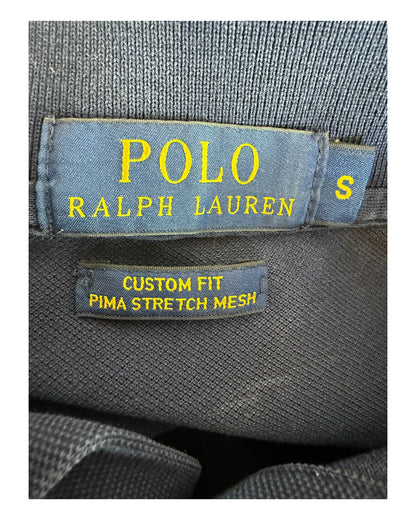 POLO
RALPH LAUREN
S
CUSTOM FIT
PIMA STRETCH MESH